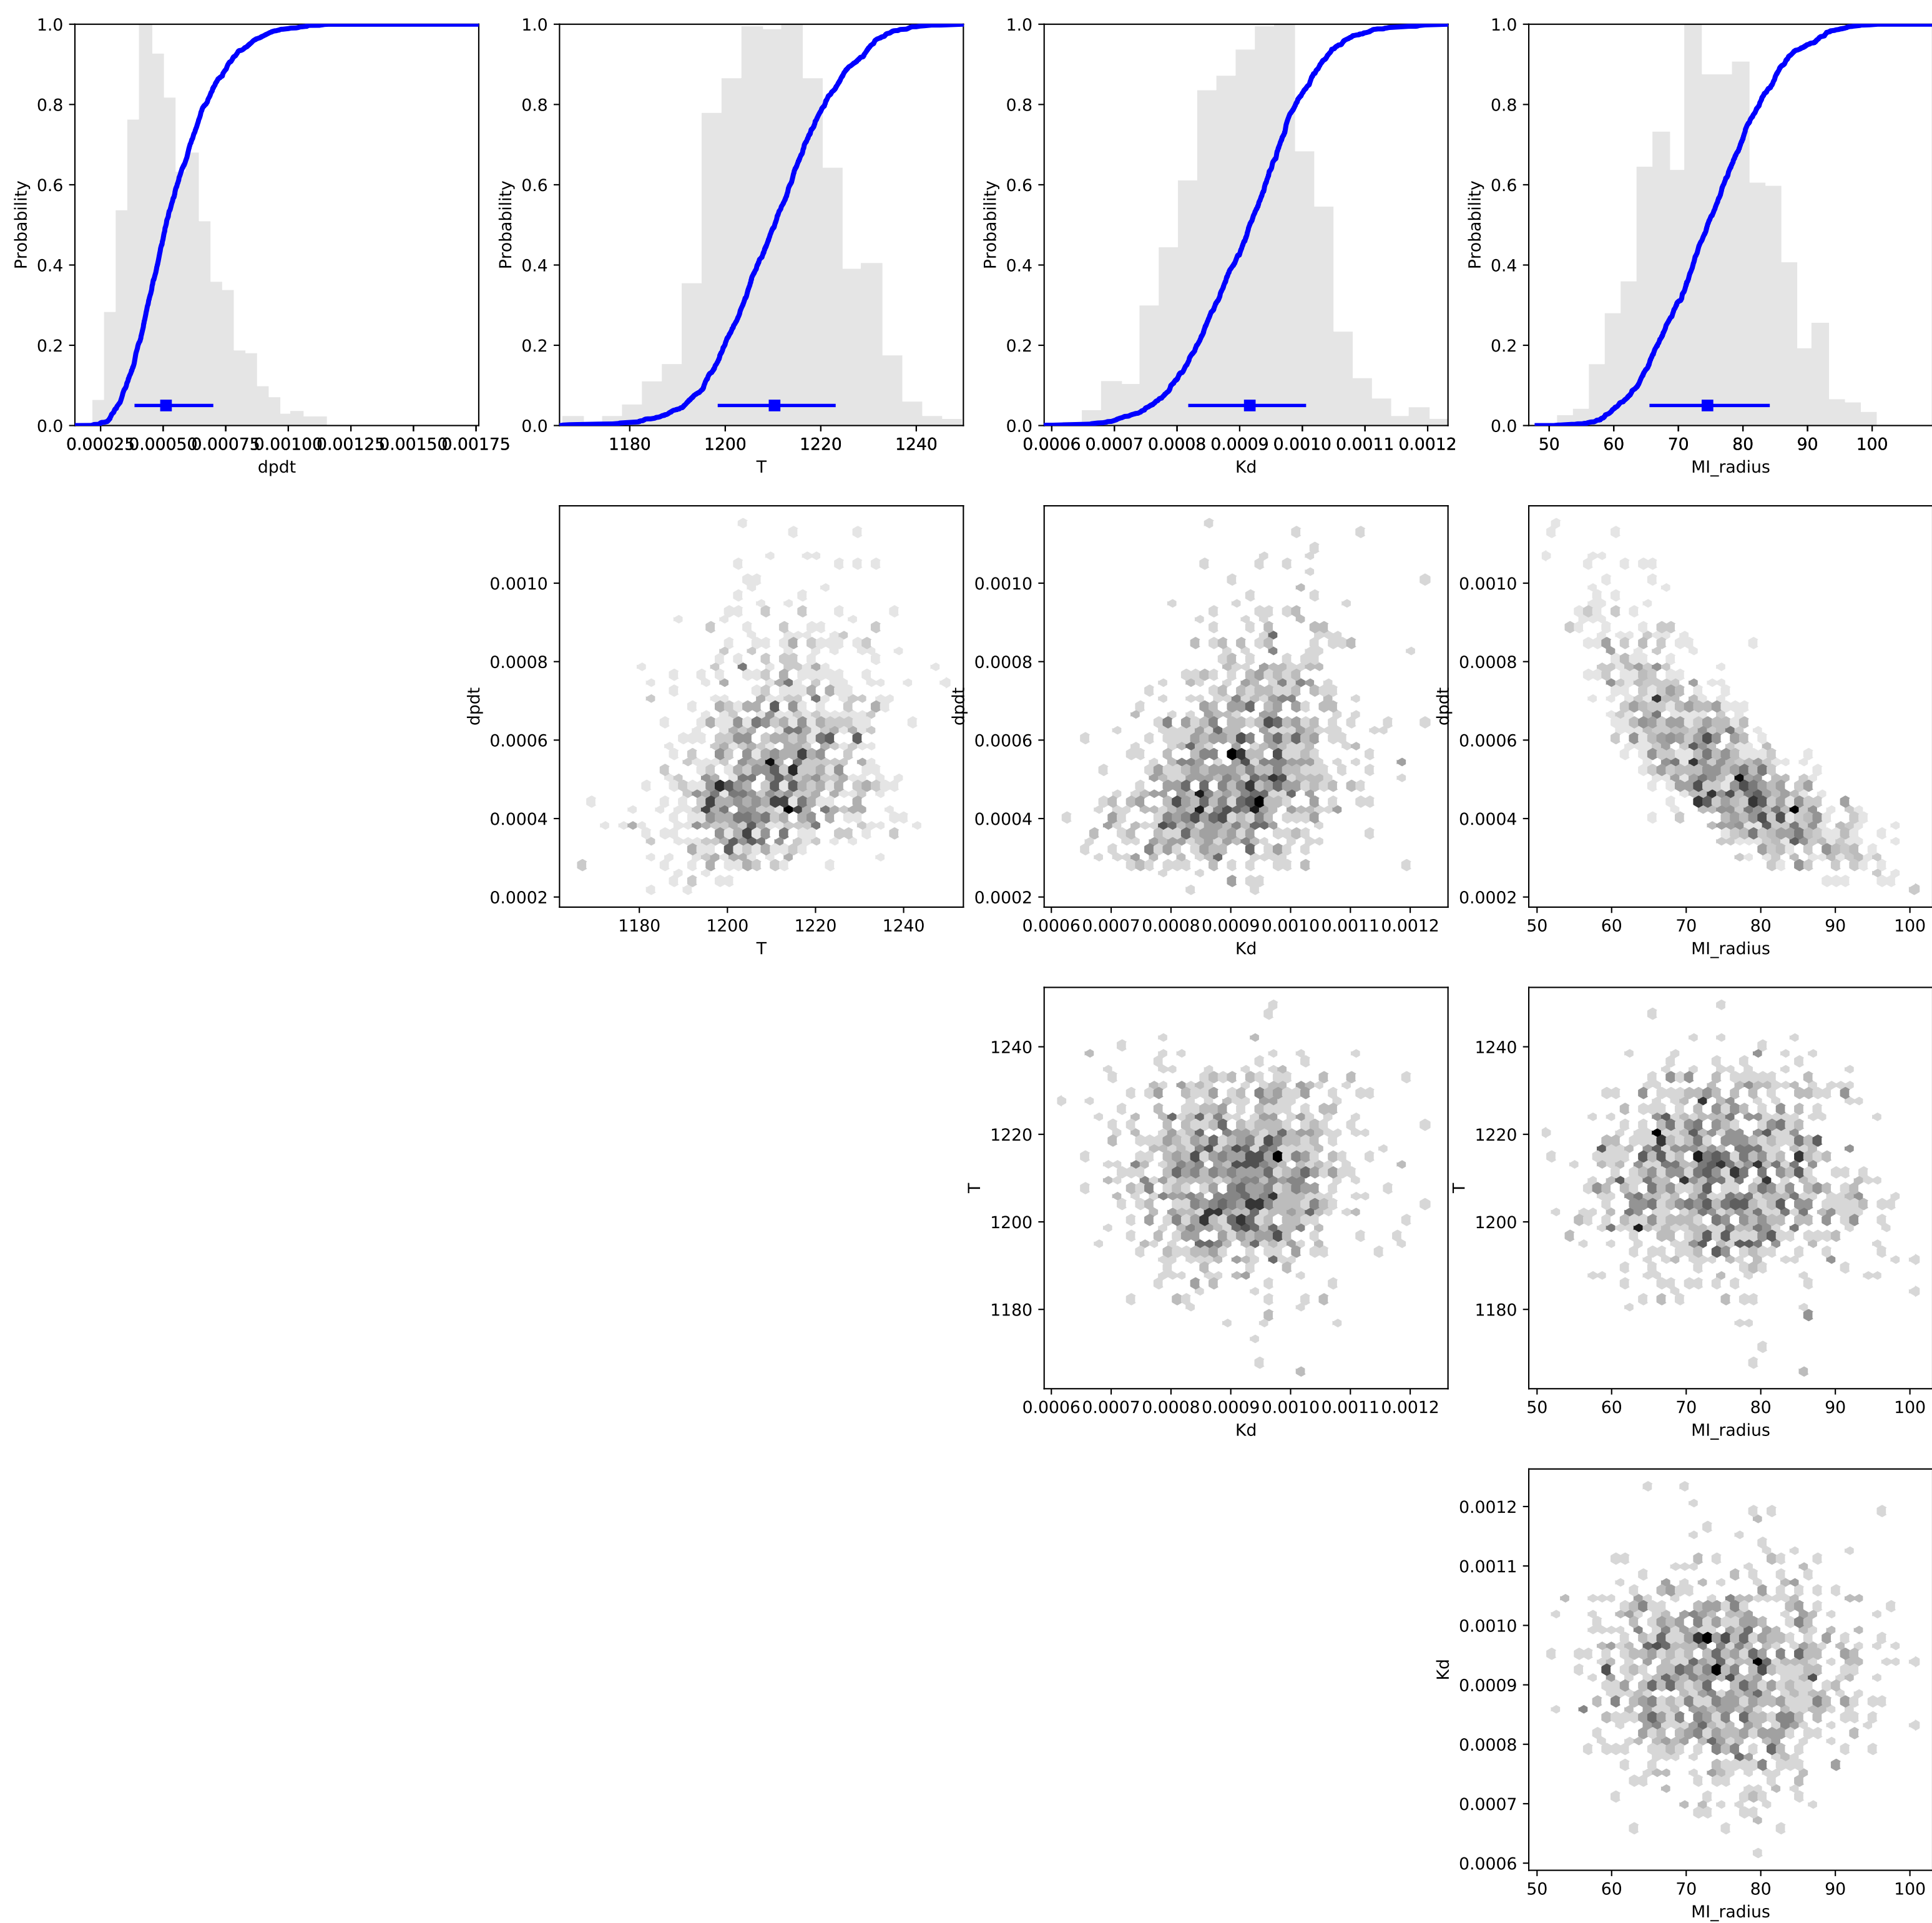 1.0 1.0 1.0 1.0
0.8 0.8 0.8 0.8
0.6 0.6 0.6 0.6
Probability Probability Probability Probability
0.4 0.4 0.4 0.4
0.2 0.2 0.2 0.2
0.0 0.0 0.0 0.0
0.00025 0.00050 0.00075 0.00100 0.00125 0.00150 0.00175 1180 1200 1220 1240 0.0006 0.0007 0.0008 0.0009 0.0010 0.0011 0.0012 50 60 70 80 90 100
dpdt T Kd MI_radius
0.0010 0.0010 0.0010
0.0008 0.0008 0.0008
dpdt dpdt dpdt
0.0006 0.0006 0.0006
0.0004 0.0004 0.0004
0.0002 0.0002 0.0002
1180 1200 1220 1240 0.0006 0.0007 0.0008 0.0009 0.0010 0.0011 0.0012 50 60 70 80 90 100
T Kd MI_radius
1240 1240
1220 1220
T T
1200 1200
1180 1180
0.0006 0.0007 0.0008 0.0009 0.0010 0.0011 0.0012 50 60 70 80 90 100
Kd MI_radius
0.0012
0.0011
0.0010
Kd
0.0009
0.0008
0.0007
0.0006
50 60 70 80 90 100
MI_radius